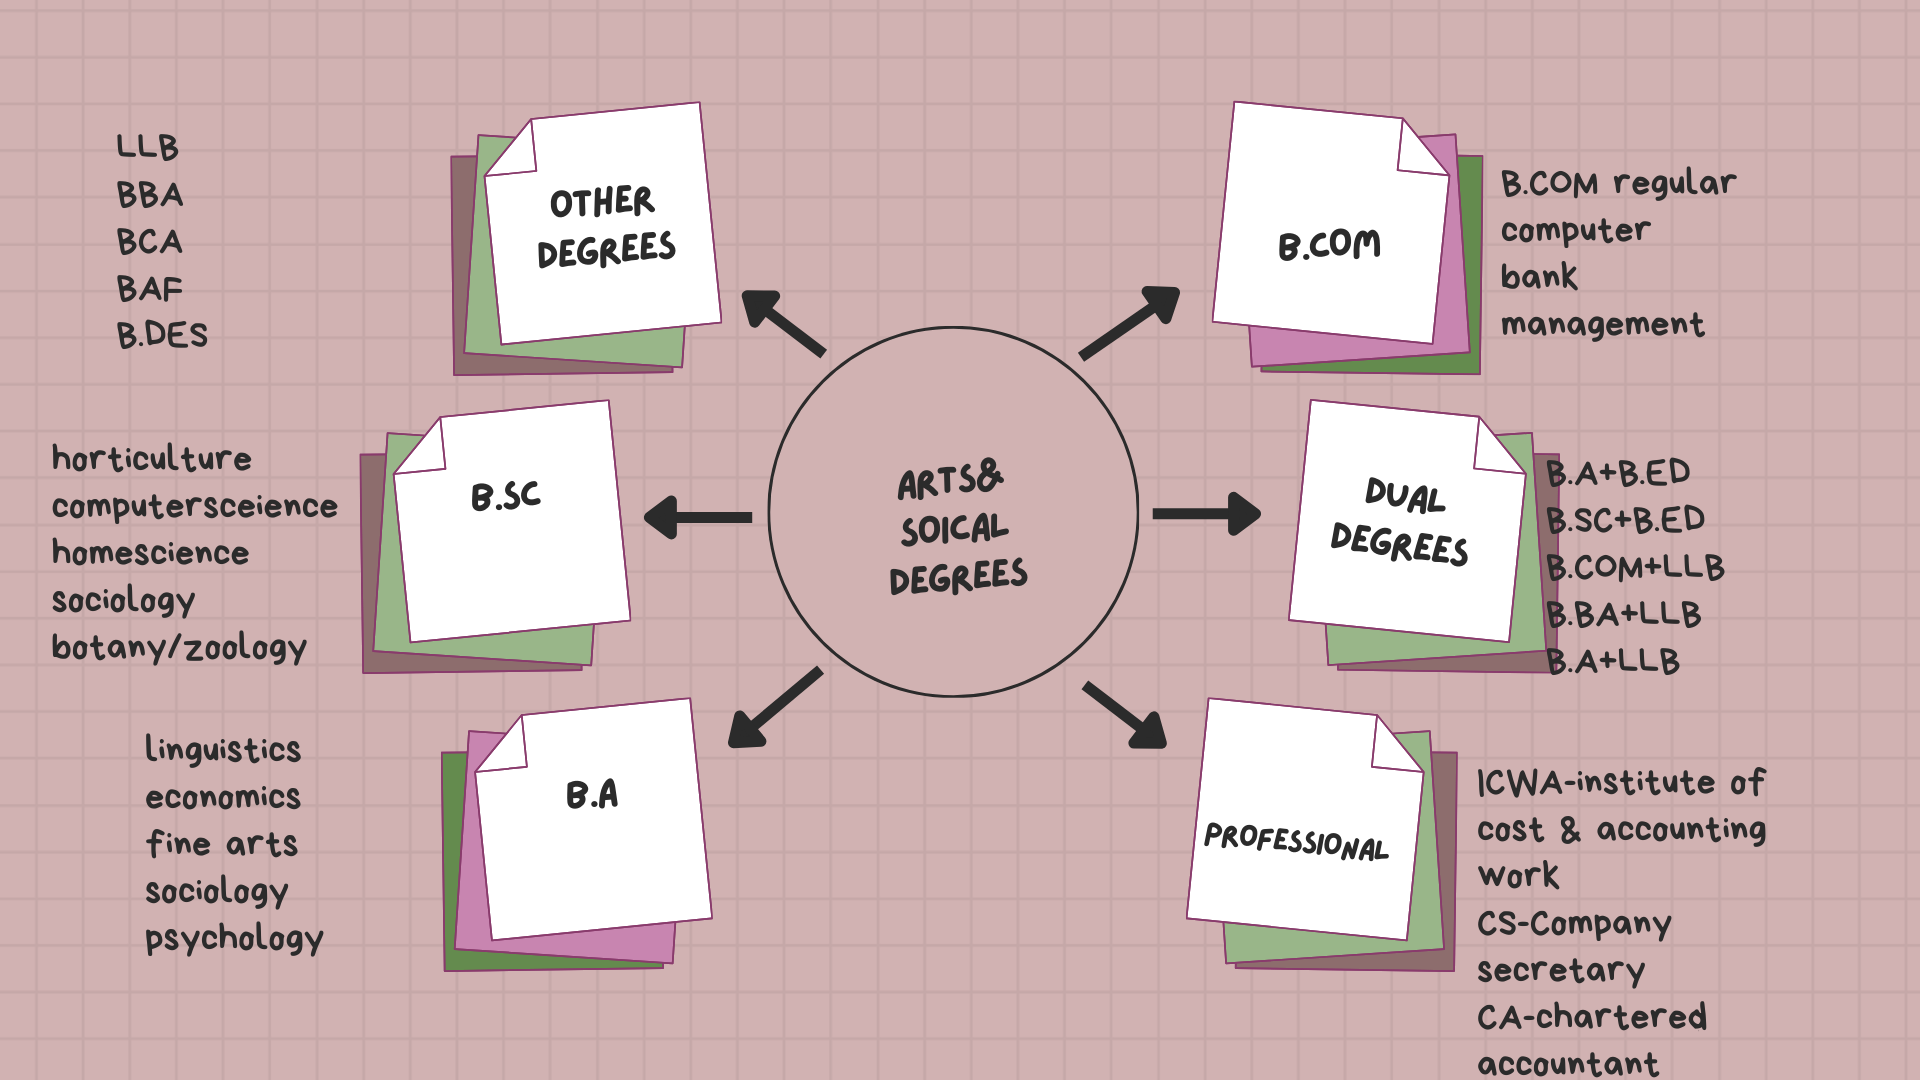 LLB
BBA
BCA
BAF
B.DES
OTHER
DEGREES
B.COM
B.COM regular
computer
bank
management
horticulture
computersceience
homescience
sociology
botany/zoology
B.SC
ARTS&
SOICAL
DEGREES
DUAL
DEGREES
B.A+B.ED
B.SC+B.ED
B.COM+LLB
B.BA+LLB
B.A+LLB
linguistics
economics
fine arts
sociology
psychology
B.A
PROFESSIONAL
ICWA-institute of
cost & accounting
work
CS-Company
secretary
CA-chartered
accountant